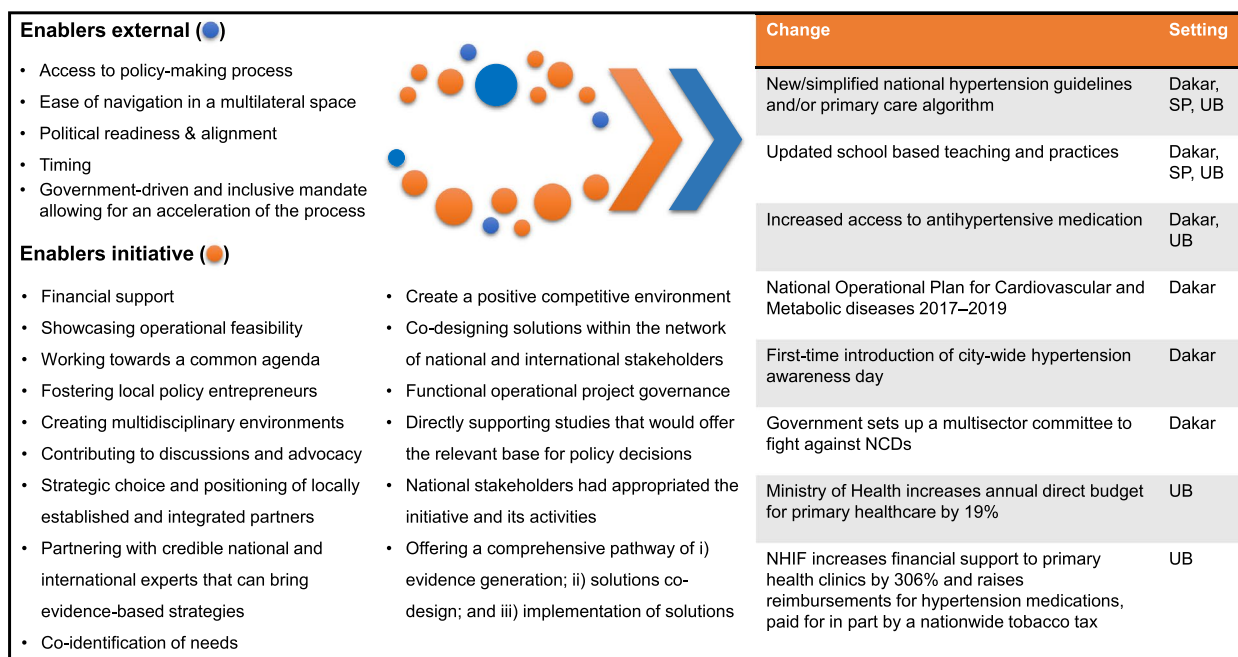 Enablers external ( )
• Access to policy-making process
• Ease of navigation in a multilateral space
• Political readiness & alignment
• Timing
• Government-driven and inclusive mandate
allowing for an acceleration of the process
Enablers initiative ( )
• Financial support
• Showcasing operational feasibility
• Working towards a common agenda
• Fostering local policy entrepreneurs
• Creating multidisciplinary environments
• Contributing to discussions and advocacy
• Strategic choice and positioning of locally
established and integrated partners
• Partnering with credible national and
international experts that can bring
evidence-based strategies
• Co-identification of needs
• Create a positive competitive environment
• Co-designing solutions within the network
of national and international stakeholders
• Functional operational project governance
• Directly supporting studies that would offer
the relevant base for policy decisions
• National stakeholders had appropriated the
initiative and its activities
• Offering a comprehensive pathway of i)
evidence generation; ii) solutions co-
design; and iii) implementation of solutions
Change Setting
New/simplified national hypertension guidelines Dakar,
and/or primary care algorithm SP, UB
Updated school based teaching and practices Dakar,
SP, UB
Increased access to antihypertensive medication Dakar,
UB
National Operational Plan for Cardiovascular and Dakar
Metabolic diseases 2017–2019
First-time introduction of city-wide hypertension Dakar
awareness day
Government sets up a multisector committee to Dakar
fight against NCDs
Ministry of Health increases annual direct budget UB
for primary healthcare by 19%
NHIF increases financial support to primary UB
health clinics by 306% and raises
reimbursements for hypertension medications,
paid for in part by a nationwide tobacco tax